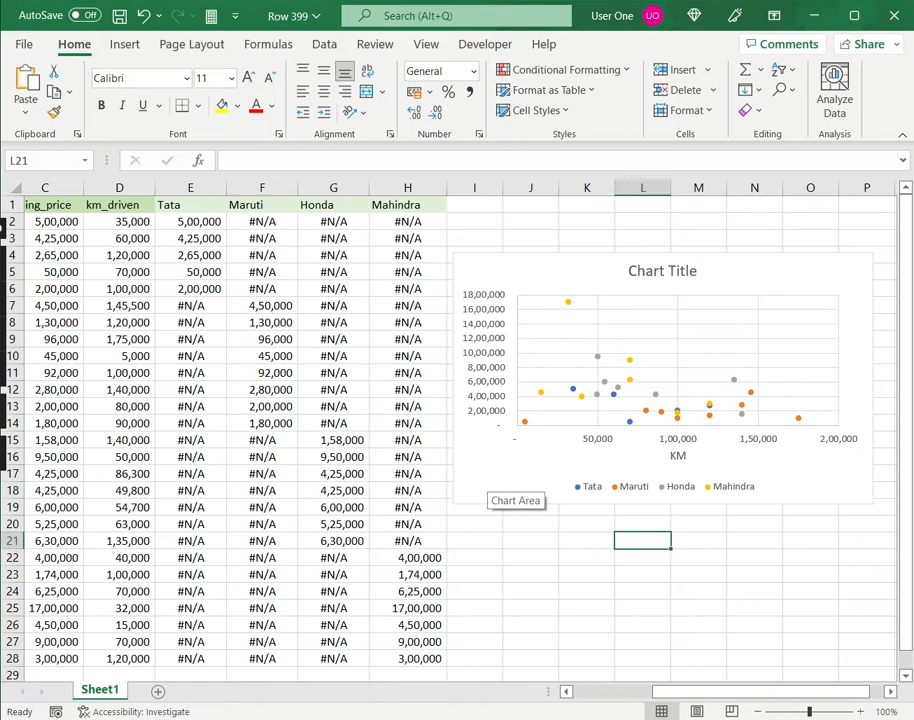 AutoSave Off Row 399 Search (Alt+Q) User One UO
File Home Insert Page Layout Formulas Data Review View Developer Help Comments Share
Paste Calibri 11 A A B I U A General % , Conditional Formatting Format as Table Cell Styles Insert Delete Format Analyze Data
Clipboard Font Alignment Number Styles Cells Editing Analysis
L21 fx
C D E F G H I J K L M N O P
1 ing_price km_driven Tata Maruti Honda Mahindra
2 5,00,000 35,000 5,00,000 #N/A #N/A #N/A
3 4,25,000 60,000 4,25,000 #N/A #N/A #N/A
4 2,65,000 1,20,000 2,65,000 #N/A #N/A #N/A
5 50,000 70,000 50,000 #N/A #N/A #N/A
6 2,00,000 1,00,000 2,00,000 #N/A #N/A #N/A
7 4,50,000 1,45,500 #N/A 4,50,000 #N/A #N/A
8 1,30,000 1,20,000 #N/A 1,30,000 #N/A #N/A
9 96,000 1,75,000 #N/A 96,000 #N/A #N/A
10 45,000 5,000 #N/A 45,000 #N/A #N/A
11 92,000 1,00,000 #N/A 92,000 #N/A #N/A
12 2,80,000 1,40,000 #N/A 2,80,000 #N/A #N/A
13 2,00,000 80,000 #N/A 2,00,000 #N/A #N/A
14 1,80,000 90,000 #N/A 1,80,000 #N/A #N/A
15 1,58,000 1,40,000 #N/A #N/A 1,58,000 #N/A
16 9,50,000 50,000 #N/A #N/A 9,50,000 #N/A
17 4,25,000 86,300 #N/A #N/A 4,25,000 #N/A
18 4,25,000 49,800 #N/A #N/A 4,25,000 #N/A
19 6,00,000 54,700 #N/A #N/A 6,00,000 #N/A
20 5,25,000 63,000 #N/A #N/A 5,25,000 #N/A
21 6,30,000 1,35,000 #N/A #N/A 6,30,000 #N/A
22 4,00,000 40,000 #N/A #N/A #N/A 4,00,000
23 1,74,000 1,00,000 #N/A #N/A #N/A 1,74,000
24 6,25,000 70,000 #N/A #N/A #N/A 6,25,000
25 17,00,000 32,000 #N/A #N/A #N/A 17,00,000
26 4,50,000 15,000 #N/A #N/A #N/A 4,50,000
27 9,00,000 70,000 #N/A #N/A #N/A 9,00,000
28 3,00,000 1,20,000 #N/A #N/A #N/A 3,00,000
29
Chart Title
18,00,000
16,00,000
14,00,000
12,00,000
10,00,000
8,00,000
6,00,000
4,00,000
2,00,000
-
- 50,000 1,00,000 1,50,000 2,00,000
KM
Tata Maruti Honda Mahindra
Chart Area
Sheet1
Ready Accessibility: Investigate 100%